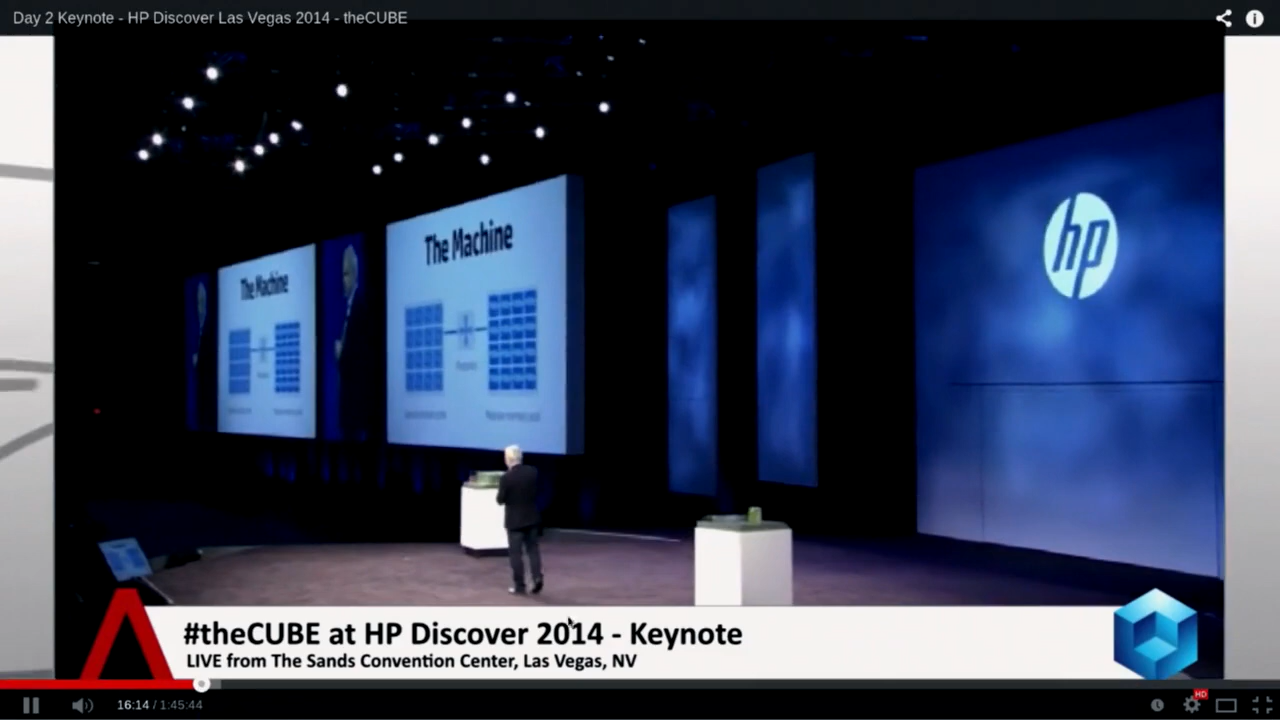 Day 2 Keynote - HP Discover Las Vegas 2014 - theCUBE
The Machine
The Machine
hp
#theCUBE at HP Discover 2014 - Keynote
LIVE from The Sands Convention Center, Las Vegas, NV
16:14 / 1:45:44
HD